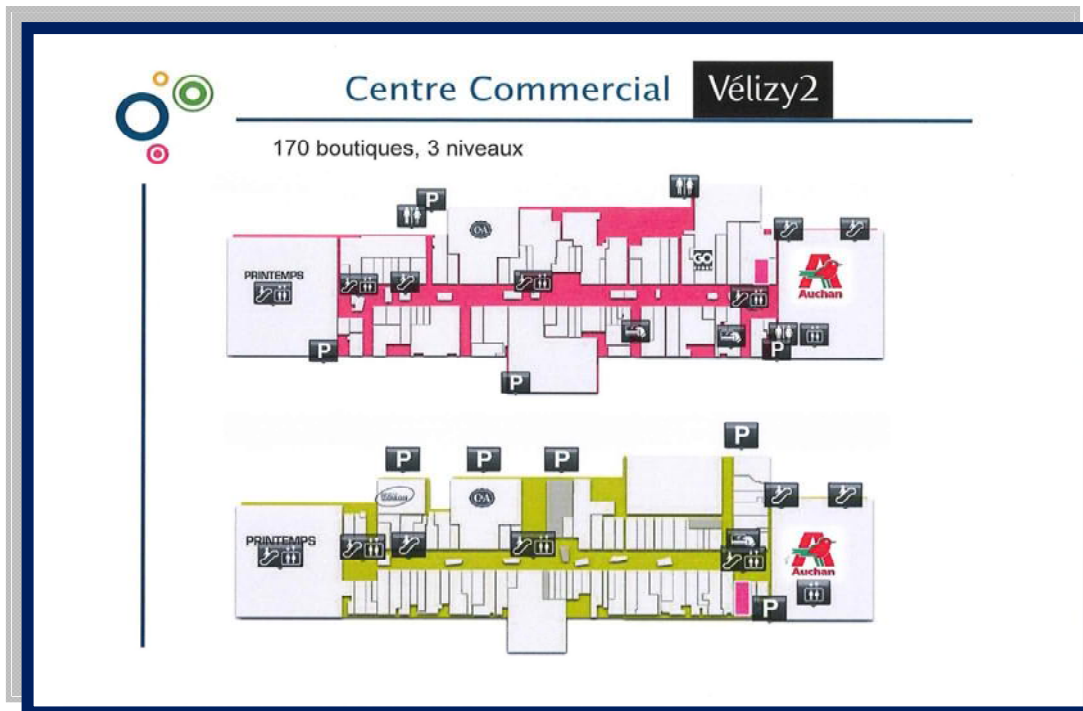 Centre Commercial Vélizy2
170 boutiques, 3 niveaux
P
C&A
GO
PRINTEMPS
Auchan
P
P
P
P
P
P
P
C&A
PRINTEMPS
Auchan
P